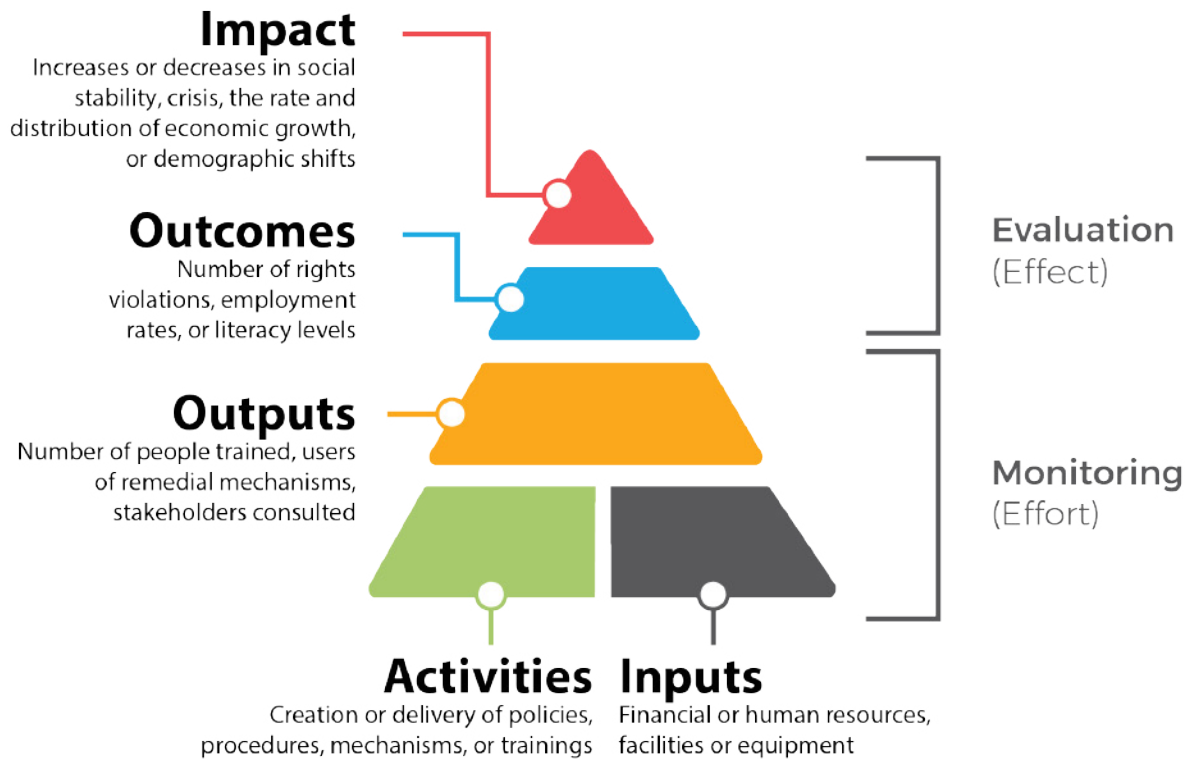 Impact
Increases or decreases in social
stability, crisis, the rate and
distribution of economic growth,
or demographic shifts
Outcomes
Number of rights
violations, employment
rates, or literacy levels
Outputs
Number of people trained, users
of remedial mechanisms,
stakeholders consulted
Activities
Creation or delivery of policies,
procedures, mechanisms, or trainings
Inputs
Financial or human resources,
facilities or equipment
Evaluation
(Effect)
Monitoring
(Effort)